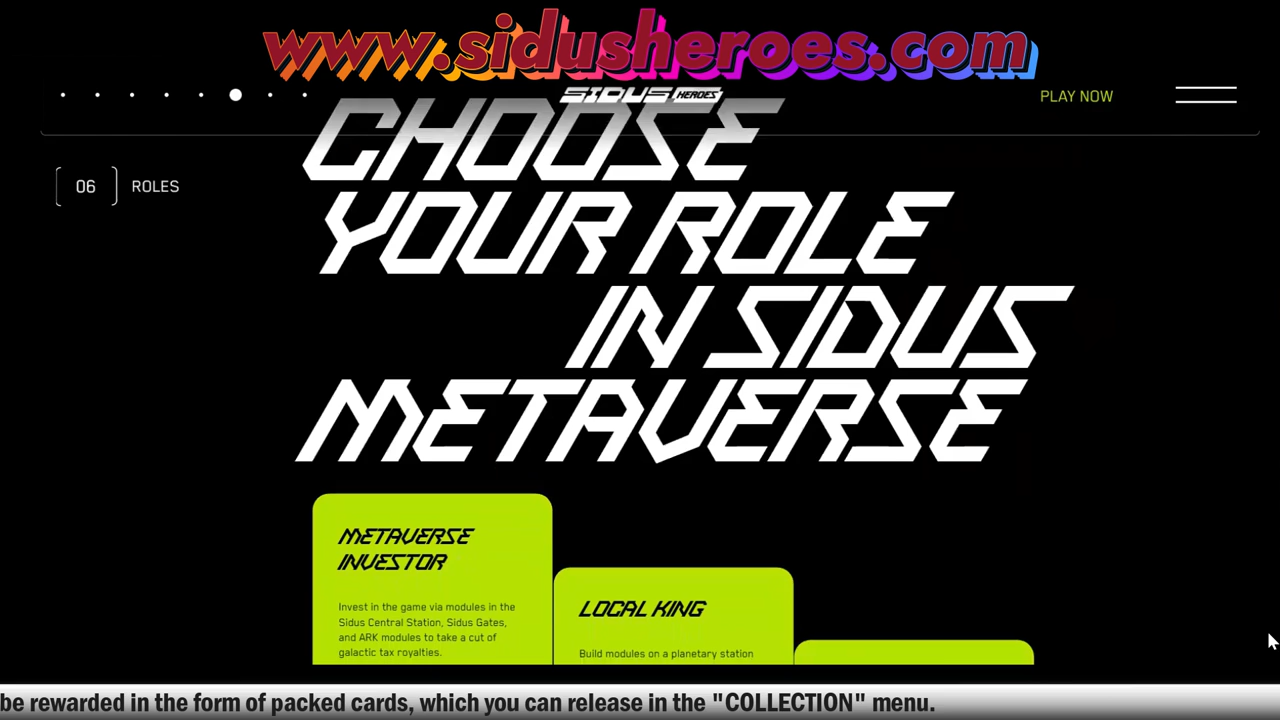 www.sidusheroes.com
SIDUS HEROES
PLAY NOW
CHOOSE
YOUR ROLE
IN SIDUS
METAVERSE
06 ROLES
METAVERSE
INVESTOR
Invest in the game via modules in the
Sidus Central Station, Sidus Gates,
and ARK modules to take a cut of
galactic tax royalties.
LOCAL KING
Build modules on a planetary station
be rewarded in the form of packed cards, which you can release in the "COLLECTION" menu.